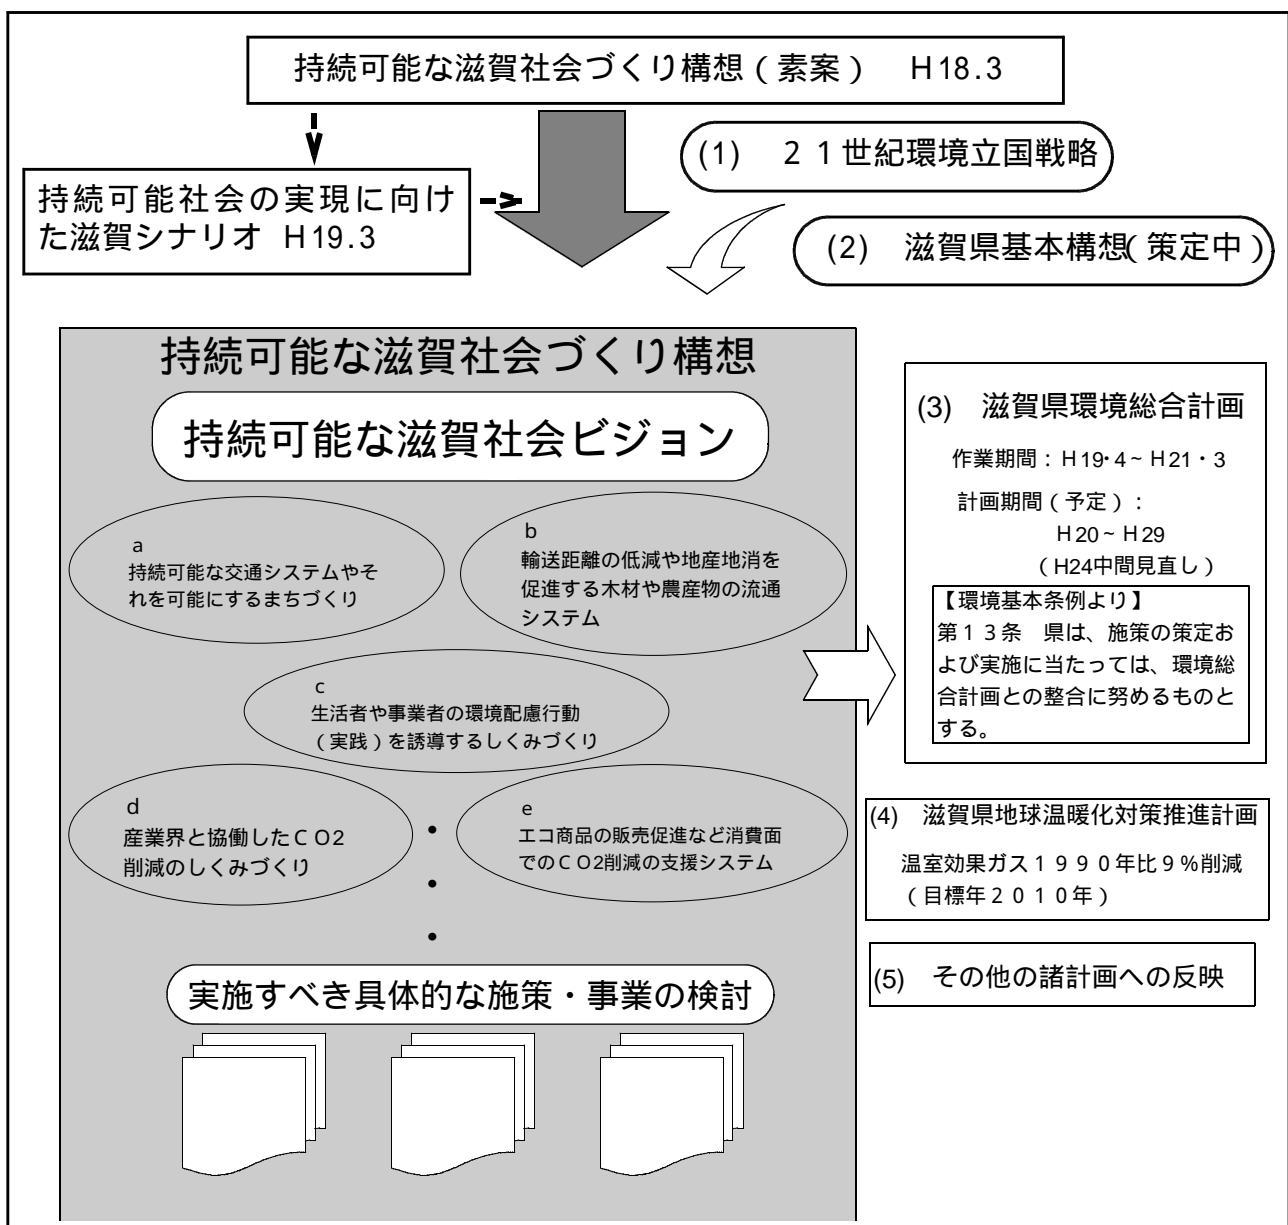 持続可能な滋賀社会づくり構想(素案) H18.3
(1) 21世紀環境立国戦略
持続可能社会の実現に向け
た滋賀シナリオ H19.3
(2) 滋賀県基本構想(策定中)
持続可能な滋賀社会づくり構想
持続可能な滋賀社会ビジョン
a
持続可能な交通システムやそ
れを可能にするまちづくり
b
輸送距離の低減や地産地消を
促進する木材や農産物の流通
システム
c
生活者や事業者の環境配慮行動
(実践)を誘導するしくみづくり
d
産業界と協働したCO2
削減のしくみづくり
e
エコ商品の販売促進など消費面
でのCO2削減の支援システム
・
・
・
実施すべき具体的な施策・事業の検討
(3) 滋賀県環境総合計画
作業期間:H19・4~H21・3
計画期間(予定):
H20~H29
(H24中間見直し)
【環境基本条例より】
第13条 県は、施策の策定お
よび実施に当たっては、環境総
合計画との整合に努めるものと
する。
(4) 滋賀県地球温暖化対策推進計画
温室効果ガス1990年比9%削減
(目標年2010年)
(5) その他の諸計画への反映